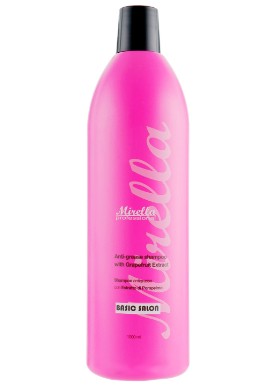 Mirella
Mirella
professional
Anti-grease shampoo
with Grapefruit Extract
BASIC SALON
1000 ml